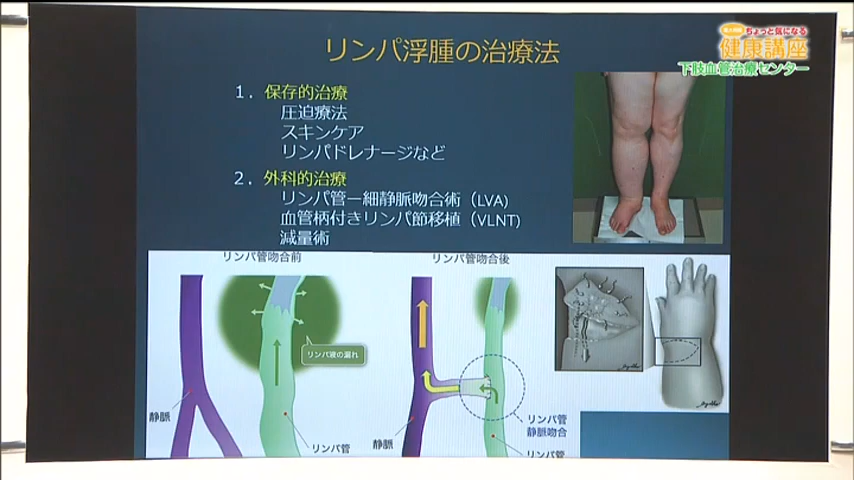 リンパ浮腫の治療法
ちょっと気になる
健康講座
下肢血管治療センター
1. 保存的治療
圧迫療法
スキンケア
リンパドレナージなど
2. 外科的治療
リンパ管ー細静脈吻合術（LVA)
血管柄付きリンパ節移植（VLNT)
減量術
リンパ管吻合前
リンパ管吻合後
リンパ液の漏れ
静脈
リンパ管
静脈
リンパ管
静脈吻合
リンパ管